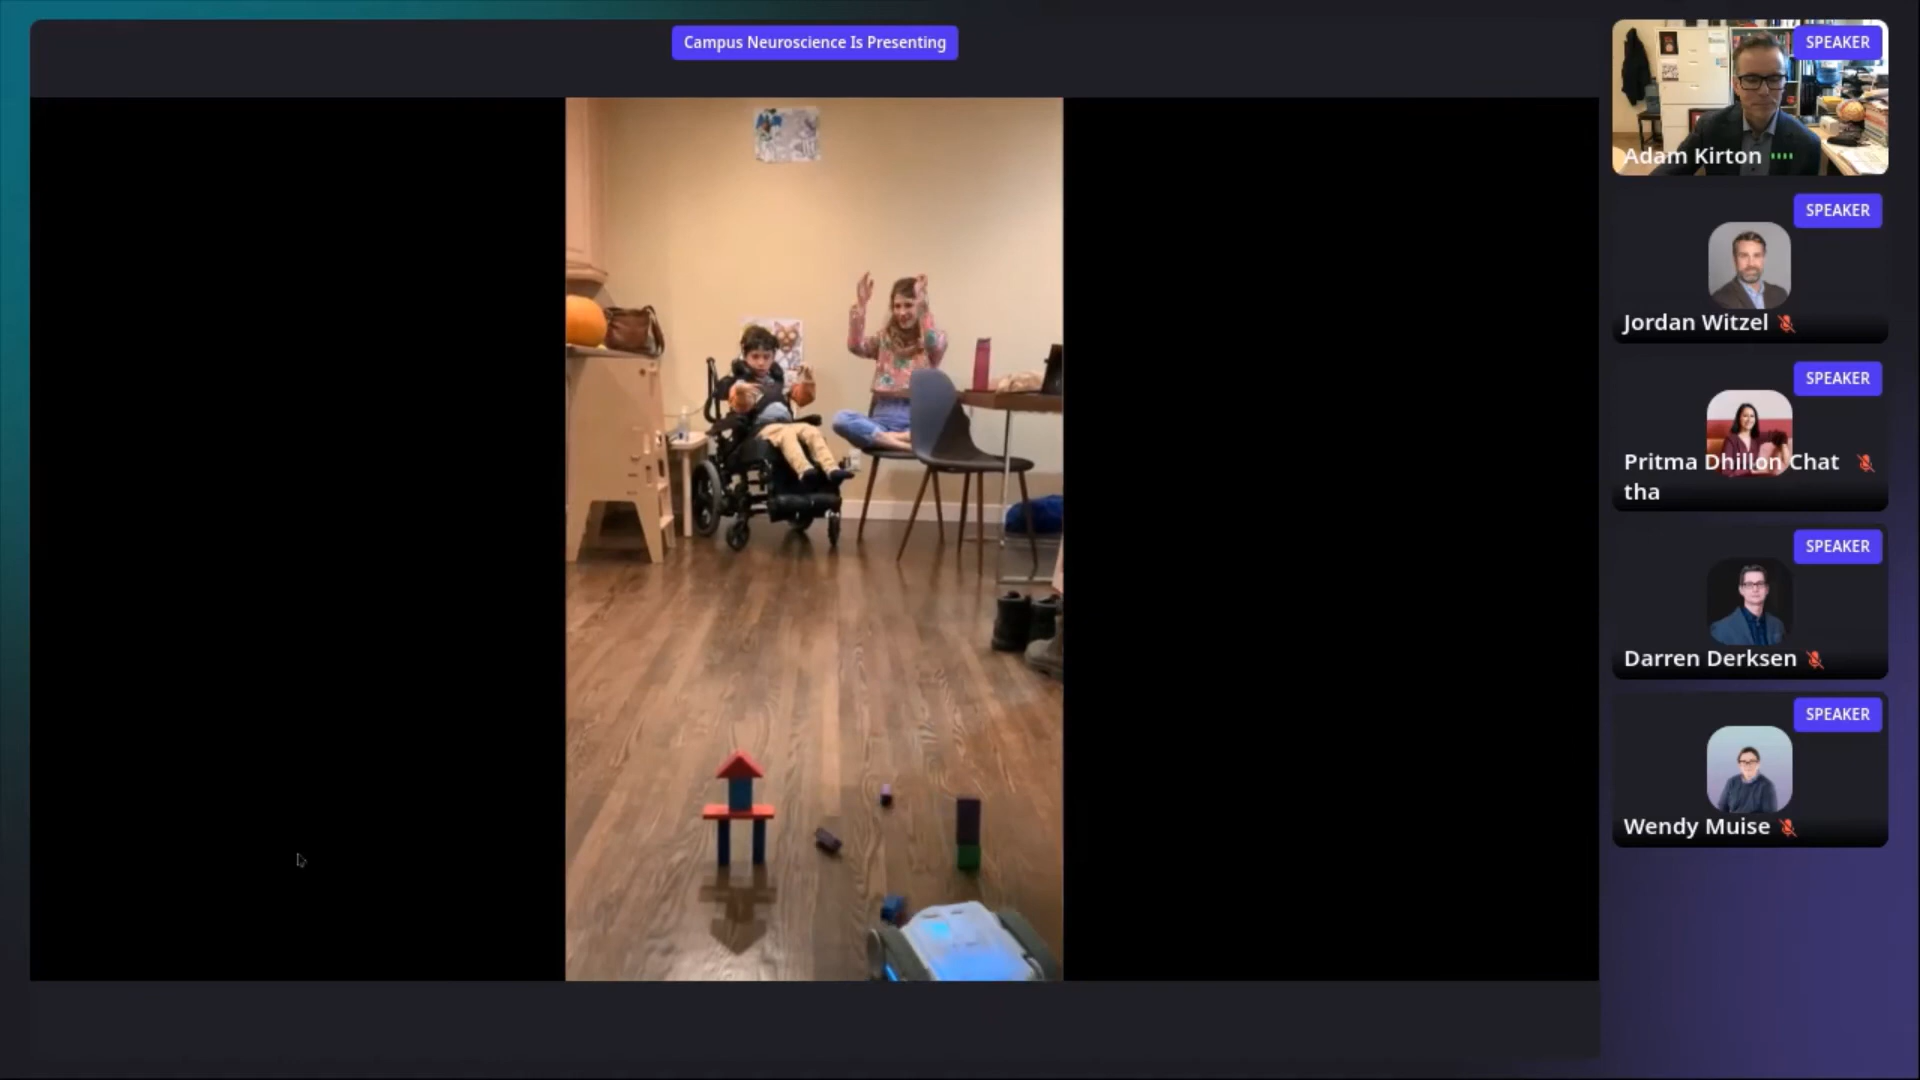 Campus Neuroscience Is Presenting
SPEAKER
Adam Kirton
SPEAKER
Jordan Witzel
SPEAKER
Pritma Dhillon Chat
tha
SPEAKER
Darren Derksen
SPEAKER
Wendy Muise